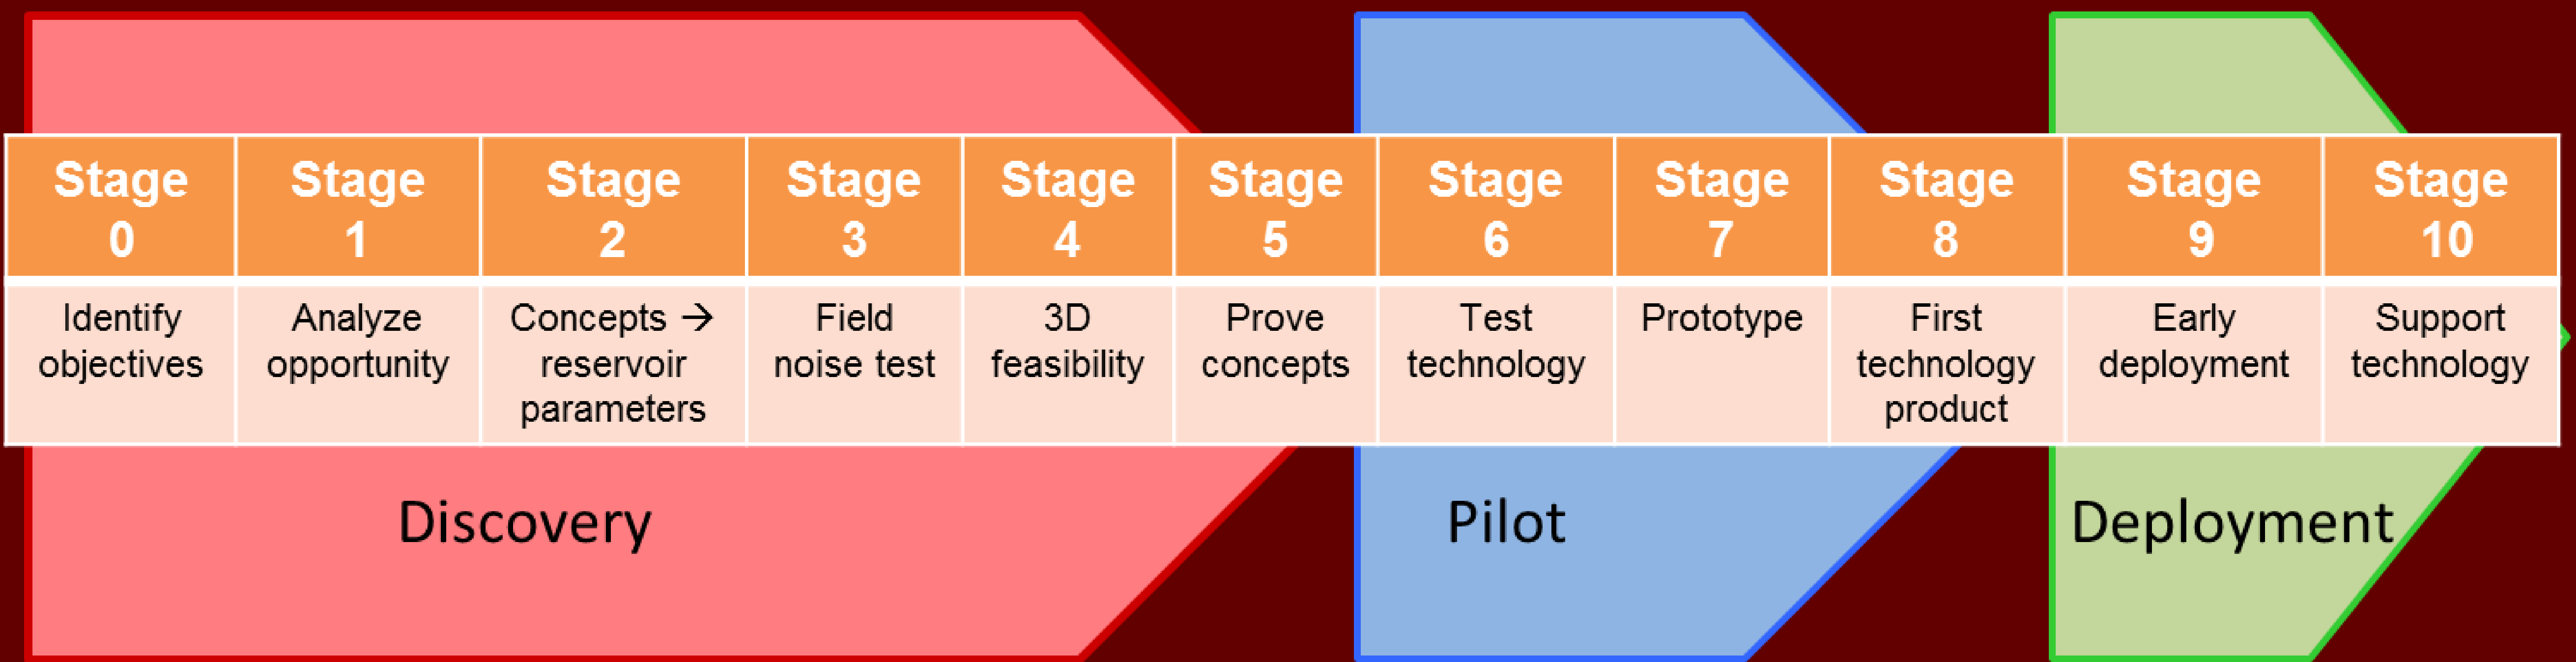 Stage 0
Stage 1
Stage 2
Stage 3
Stage 4
Stage 5
Stage 6
Stage 7
Stage 8
Stage 9
Stage 10
Identify
objectives
Analyze
opportunity
Concepts →
reservoir
parameters
Field
noise test
3D
feasibility
Prove
concepts
Test
technology
Prototype
First
technology
product
Early
deployment
Support
technology
Discovery
Pilot
Deployment